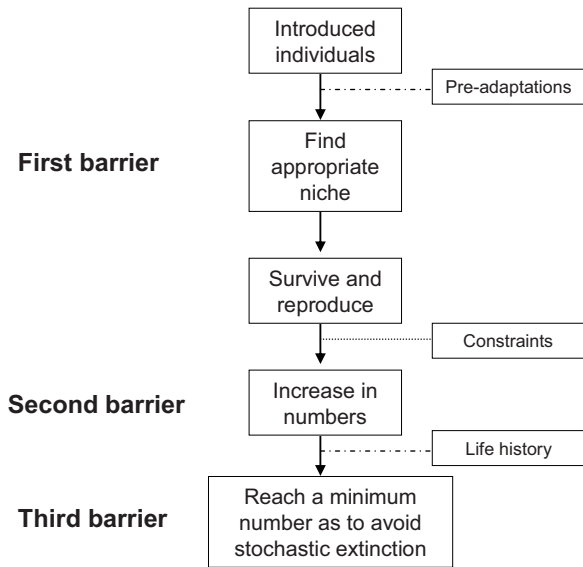 Introduced
individuals
Pre-adaptations
First barrier
Find
appropriate
niche
Survive and
reproduce
Constraints
Second barrier
Increase in
numbers
Life history
Third barrier
Reach a minimum
number as to avoid
stochastic extinction